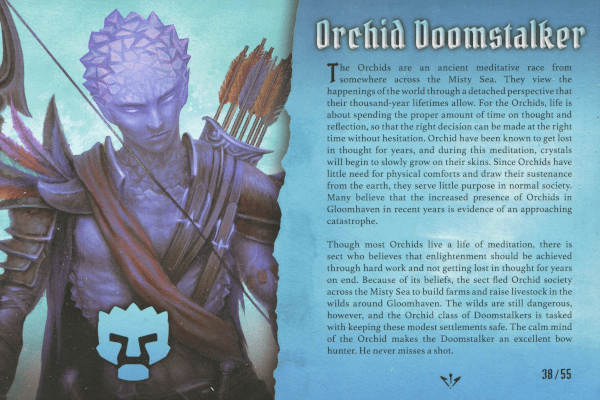 Orchid Doomstalker
The Orchids are an ancient meditative race from
somewhere across the Misty Sea. They view the
happenings of the world through a detached perspective that
their thousand-year lifetimes allow. For the Orchids, life is
about spending the proper amount of time on thought and
reflection, so that the right decision can be made at the right
time without hesitation. Orchid have been known to get lost
in thought for years, and during this meditation, crystals
will begin to slowly grow on their skins. Since Orchids have
little need for physical comforts and draw their sustenance
from the earth, they serve little purpose in normal society.
Many believe that the increased presence of Orchids in
Gloomhaven in recent years is evidence of an approaching
catastrophe.
Though most Orchids live a life of meditation, there is
sect who believes that enlightenment should be achieved
through hard work and not getting lost in thought for years
on end. Because of its beliefs, the sect fled Orchid society
across the Misty Sea to build farms and raise livestock in the
wilds around Gloomhaven. The wilds are still dangerous,
however, and the Orchid class of Doomstalkers is tasked
with keeping these modest settlements safe. The calm mind
of the Orchid makes the Doomstalker an excellent bow
hunter. He never misses a shot.
38/55